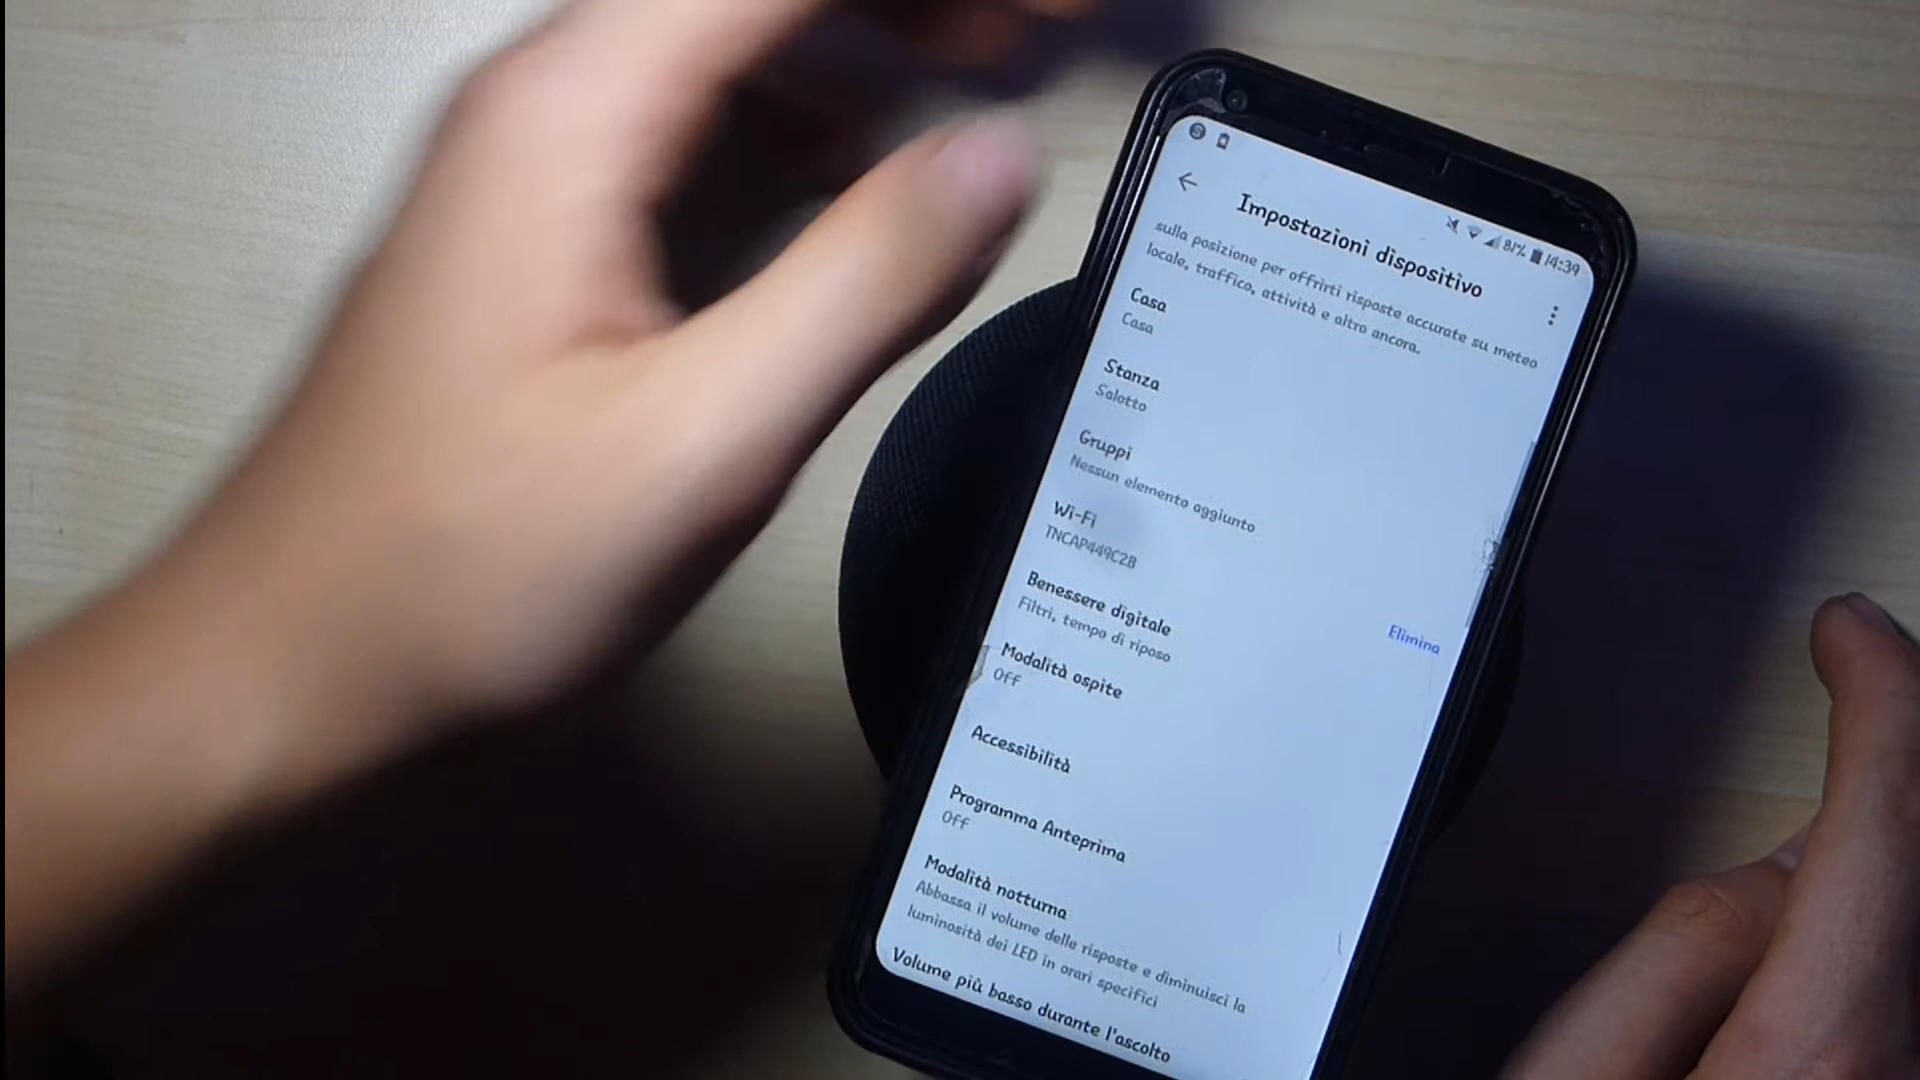 81% 14:39
Impostazioni dispositivo
sulla posizione per offrirti risposte accurate su meteo
locale, traffico, attività e altro ancora.
Casa
Casa
Stanza
Salotto
Gruppi
Nessun elemento aggiunto
Wi-Fi
TNCAP449C2B
Elimina
Benessere digitale
Filtri, tempo di riposo
Modalità ospite
Off
Accessibilità
Programma Anteprima
Off
Modalità notturna
Abbassa il volume delle risposte e diminuisci la
luminosità dei LED in orari specifici
Volume più basso durante l'ascolto